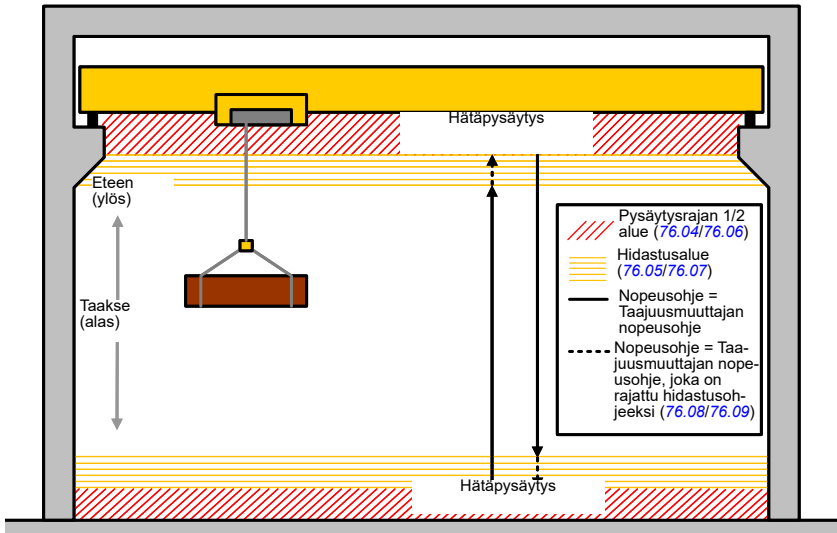 Hätäpysäytys
Eteen
(ylös)
Taakse
(alas)
Pysäytysrajan 1/2
alue (76.04/76.06)
Hidastusalue
(76.05/76.07)
Nopeusohje =
Taajuusmuuttajan
nopeusohje
Nopeusohje = Taa-
juusmuuttajan nope-
usohje, joka on
rajattu hidastusoh-
jeeksi (76.08/76.09)
Hätäpysäytys